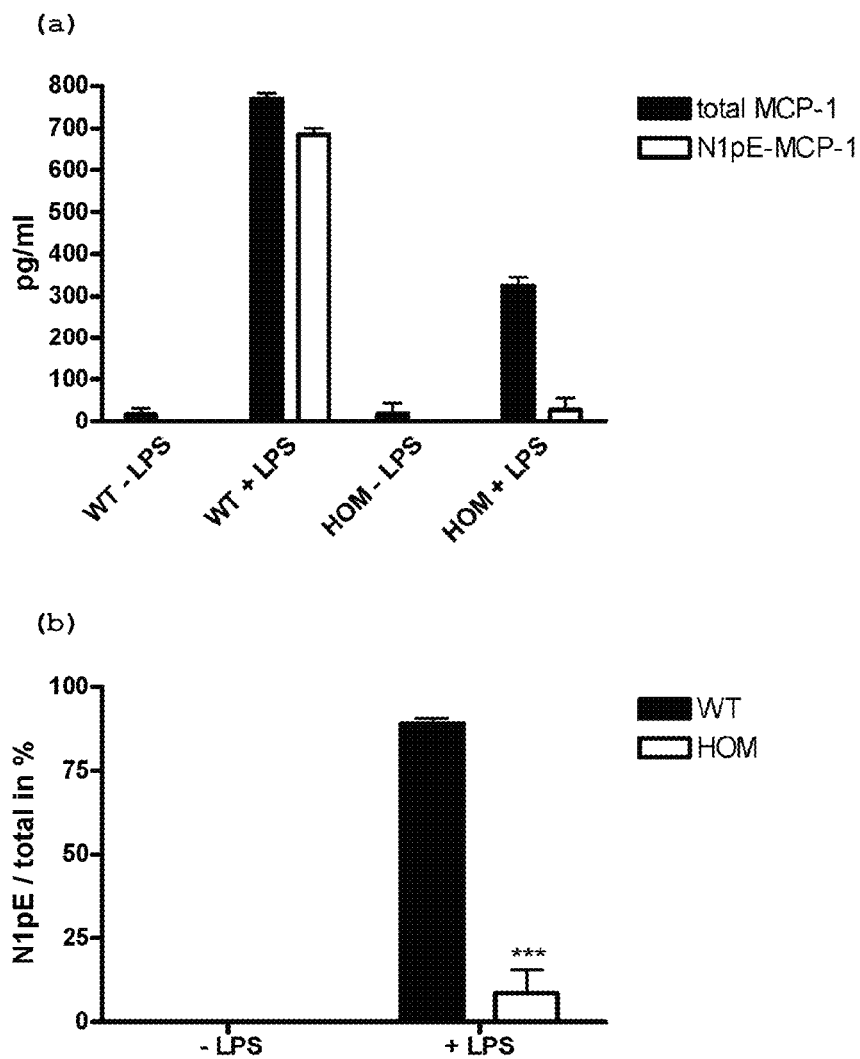 (a)
800
700
600
500
400
300
200
100
0
pg/ml
total MCP-1
N1pE-MCP-1
WT - LPS
WT + LPS
HOM - LPS
HOM + LPS
(b)
100
75
50
25
0
N1pE / total in %
WT
HOM
***
- LPS
+ LPS